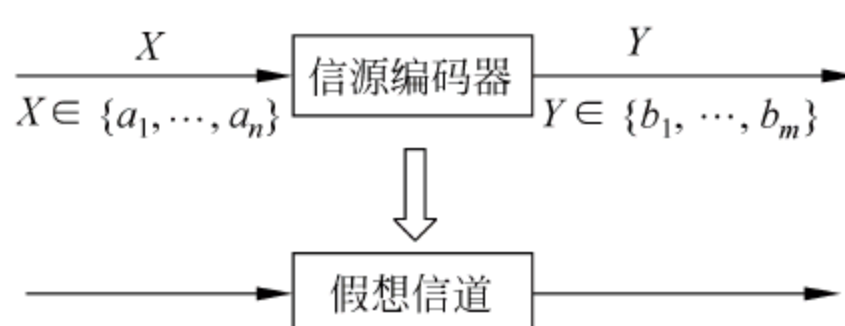 X
信源编码器
Y
X∈ {a₁,⋯,aₙ}
Y∈ {b₁, ⋯, bₘ}
假想信道